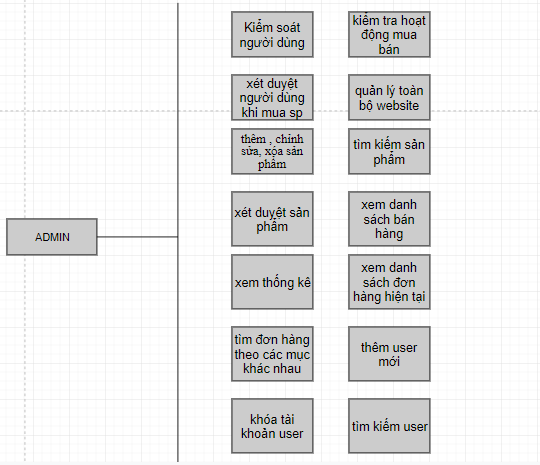 Kiểm soát
người dùng
kiểm tra hoạt
động mua
bán
xét duyệt
người dùng
khi mua sp
quản lý toàn
bộ website
thêm , chỉnh
sửa, xóa sản
phẩm
tìm kiếm sản
phẩm
xét duyệt sản
phẩm
xem danh
sách bán
hàng
ADMIN
xem thống kê
xem danh
sách đơn
hàng hiện tại
tìm đơn hàng
theo các mục
khác nhau
thêm user
mới
khóa tài
khoản user
tìm kiếm user